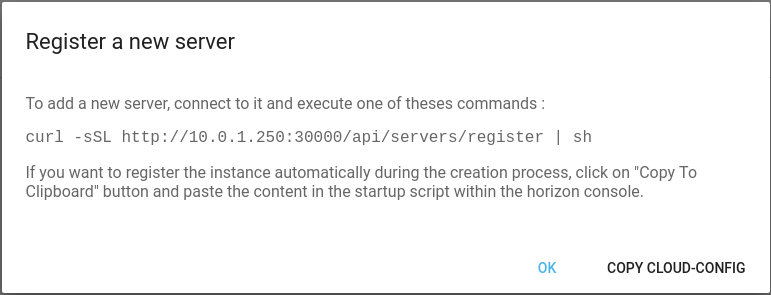 Register a new server
To add a new server, connect to it and execute one of theses commands :
curl -sSL http://10.0.1.250:30000/api/servers/register | sh
If you want to register the instance automatically during the creation process, click on "Copy To
Clipboard" button and paste the content in the startup script within the horizon console.
OK
COPY CLOUD-CONFIG